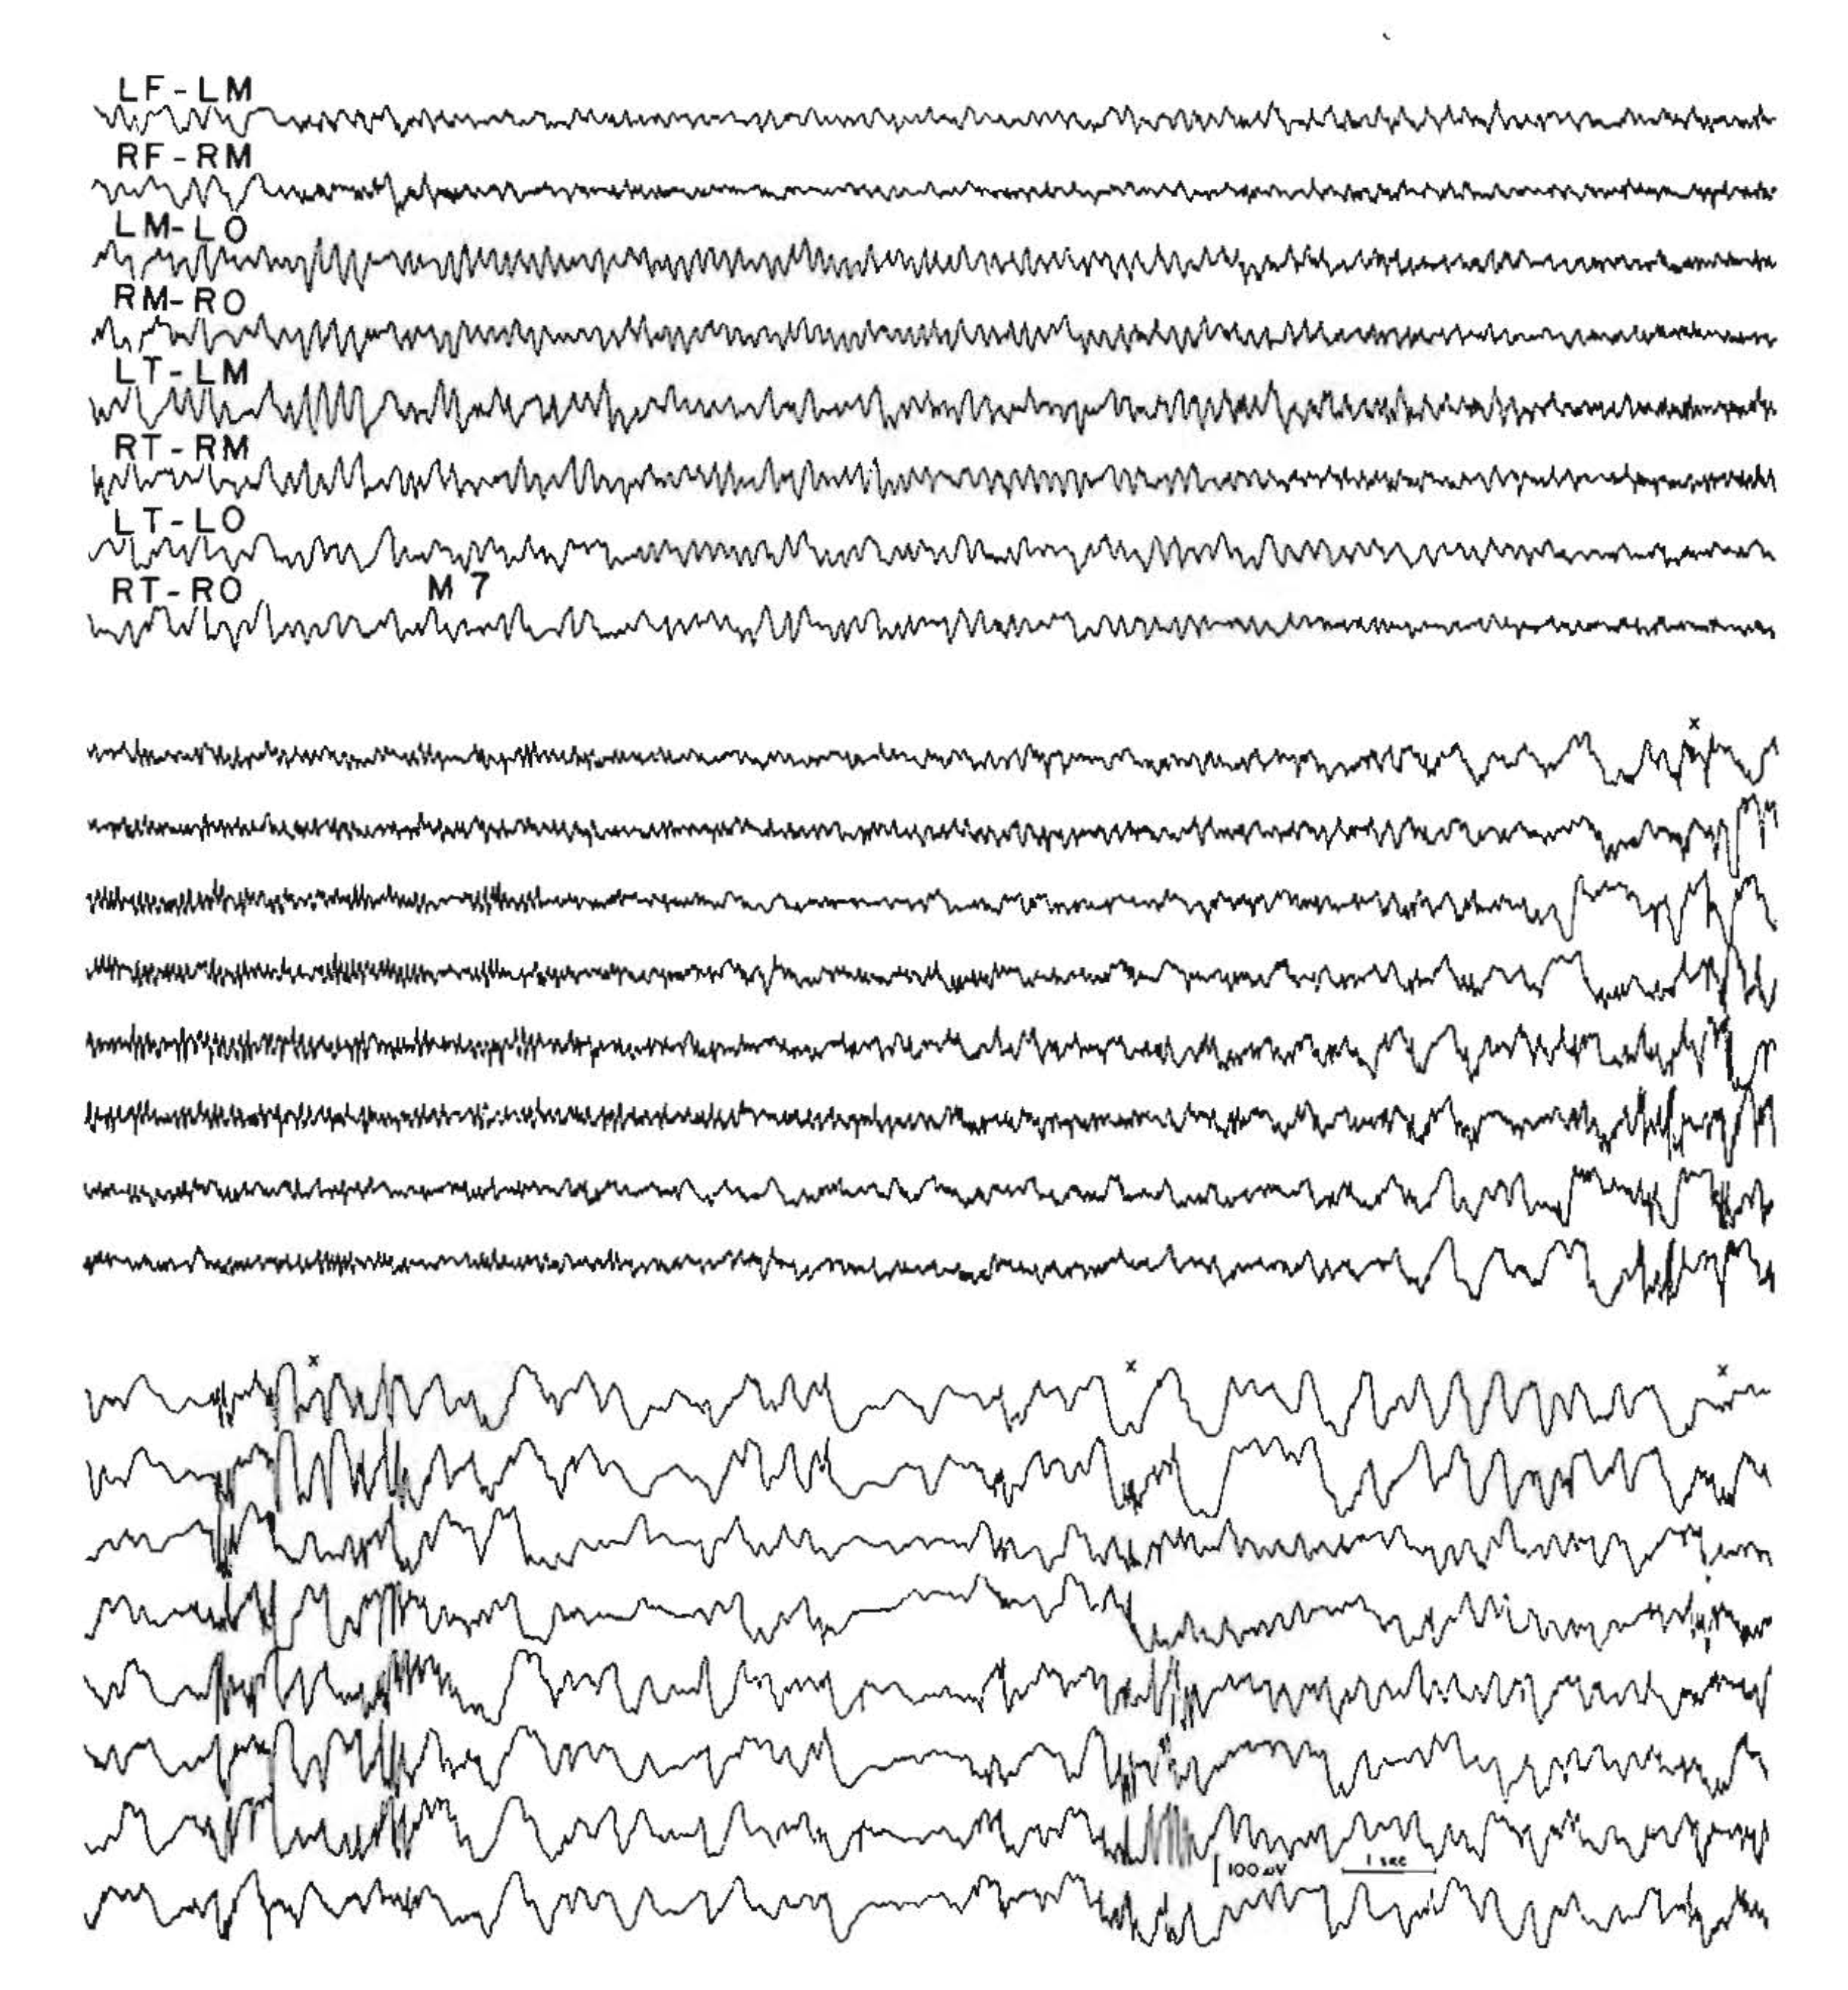 LF-LM
RF-RM
LM-LO
RM-RO
LT-LM
RT-RM
LT-LO
RT-RO M 7
x
x x x
100 μV 1 sec